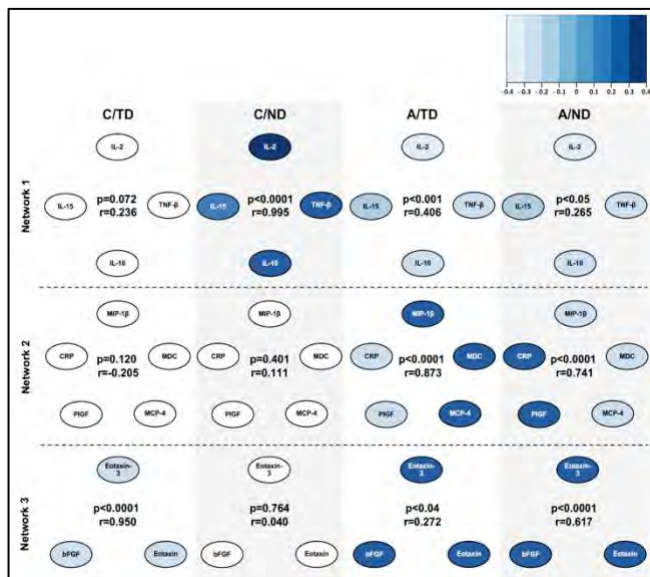 -0.4 -0.3 -0.2 -0.1 0 0.1 0.2 0.3 0.4
C/TD C/ND A/TD A/ND
Network 1
IL-2 IL-2 IL-2 IL-2
p=0.072 p<0.0001 p<0.001 p<0.05
IL-15 TNF-β IL-15 TNF-β IL-15 TNF-β IL-15 TNF-β
r=0.236 r=0.995 r=0.406 r=0.265
IL-10 IL-10 IL-10 IL-10
Network 2
MIP-1β MIP-1β MIP-1β MIP-1β
CRP MDC CRP MDC CRP MDC CRP MDC
p=0.120 p=0.401 p<0.0001 p<0.0001
r=-0.205 r=0.111 r=0.873 r=0.741
PlGF MCP-4 PlGF MCP-4 PlGF MCP-4 PlGF MCP-4
Network 3
Eotaxin- Eotaxin- Eotaxin- Eotaxin-
3 3 3 3
p<0.0001 p=0.764 p<0.04 p<0.0001
r=0.950 r=0.040 r=0.272 r=0.617
bFGF Eotaxin bFGF Eotaxin bFGF Eotaxin bFGF Eotaxin